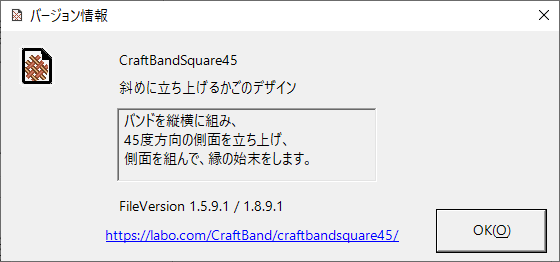 バージョン情報
CraftBandSquare45
斜めに立ち上げるかごのデザイン
バンドを縦横に組み、
45度方向の側面を立ち上げ、
側面を組んで、縁の始末をします。
FileVersion 1.5.9.1 / 1.8.9.1
https://labo.com/CraftBand/craftbandsquare45/
OK(O)